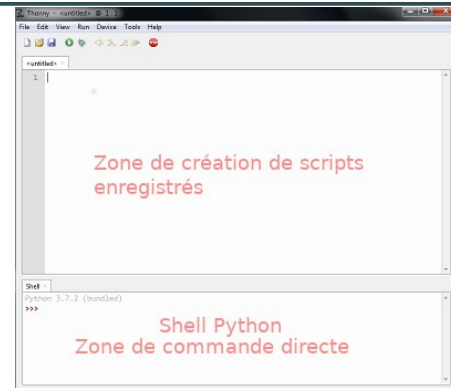 Thonny - <untitled> @ 1 : 1
File Edit View Run Device Tools Help
<untitled>
1
Zone de création de scripts
enregistrés
Shell
Python 3.7.2 (bundled)
>>>
Shell Python
Zone de commande directe